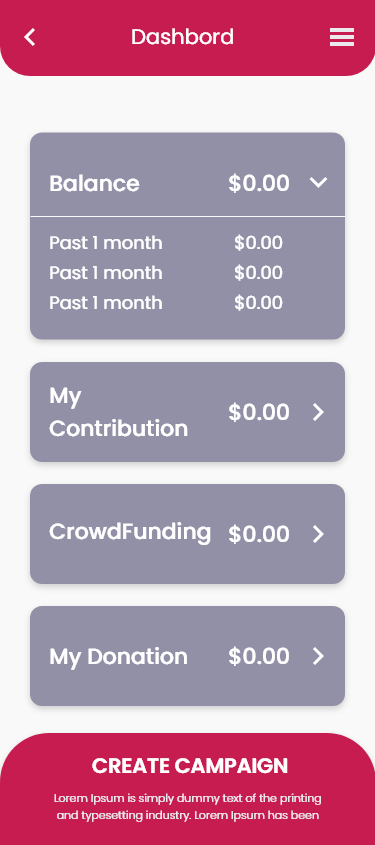 Dashbord
Balance $0.00
Past 1 month $0.00
Past 1 month $0.00
Past 1 month $0.00
My
Contribution $0.00
CrowdFunding $0.00
My Donation $0.00
CREATE CAMPAIGN
Lorem Ipsum is simply dummy text of the printing
and typesetting industry. Lorem Ipsum has been